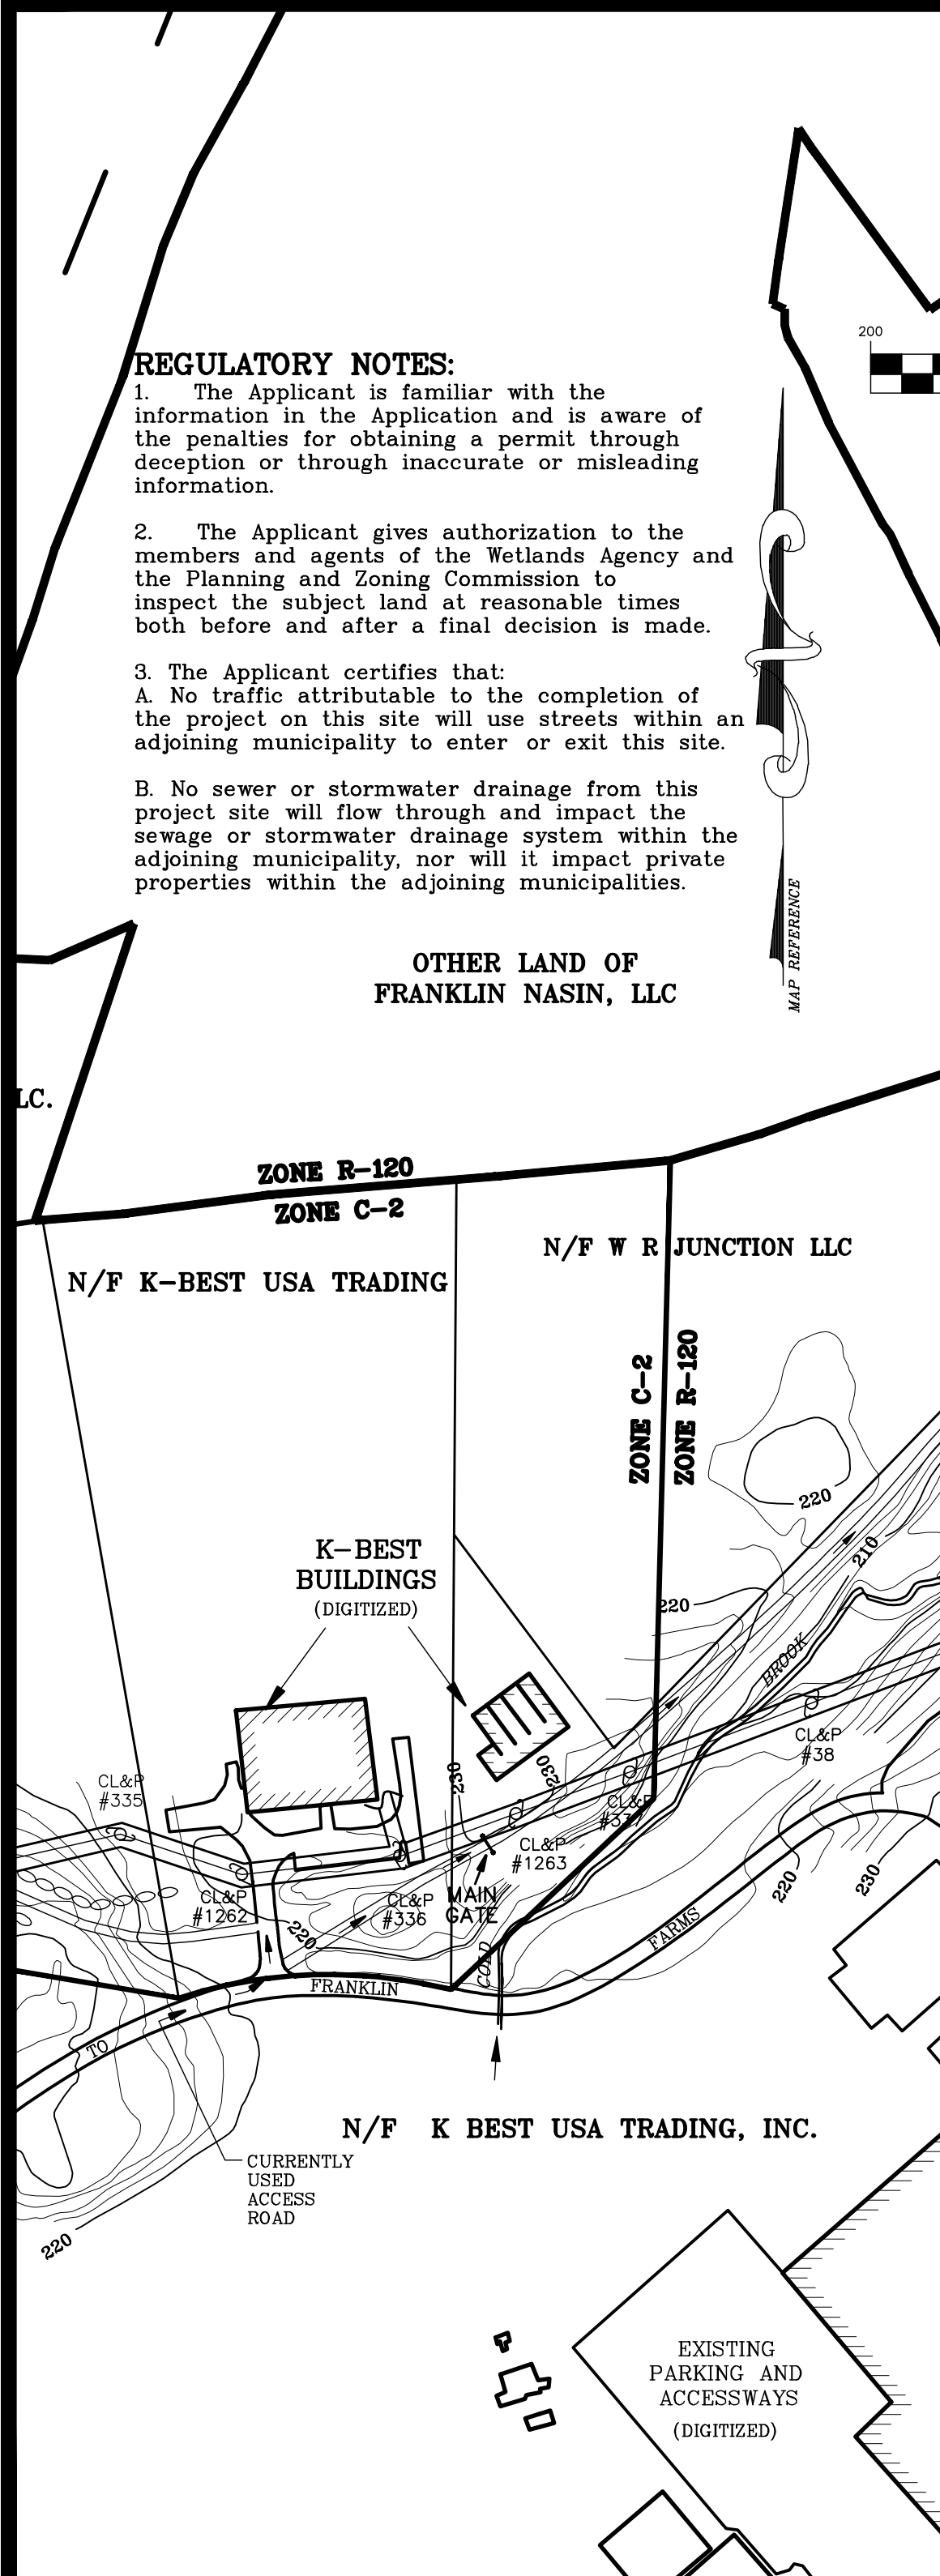 200
REGULATORY NOTES:
1. The Applicant is familiar with the
information in the Application and is aware of
the penalties for obtaining a permit through
deception or through inaccurate or misleading
information.
2. The Applicant gives authorization to the
members and agents of the Wetlands Agency and
the Planning and Zoning Commission to
inspect the subject land at reasonable times
both before and after a final decision is made.
3. The Applicant certifies that:
A. No traffic attributable to the completion of
the project on this site will use streets within an
adjoining municipality to enter or exit this site.
B. No sewer or stormwater drainage from this
project site will flow through and impact the
sewage or stormwater drainage system within the
adjoining municipality, nor will it impact private
properties within the adjoining municipalities.
MAP REFERENCE
OTHER LAND OF
FRANKLIN NASIN, LLC
LC.
ZONE R-120
ZONE C-2
N/F W R JUNCTION LLC
N/F K-BEST USA TRADING
ZONE C-2
ZONE R-120
220
210
K-BEST
BUILDINGS
(DIGITIZED)
220
BROOK
CL&P
#38
230
230
CL&P
#335
CL&P
#337
CL&P
#1263
CL&P
#1262
CL&P
#336
MAIN
GATE
220
230
220
COLD
FARMS
FRANKLIN
TO
N/F K BEST USA TRADING, INC.
CURRENTLY
USED
ACCESS
ROAD
220
EXISTING
PARKING AND
ACCESSWAYS
(DIGITIZED)